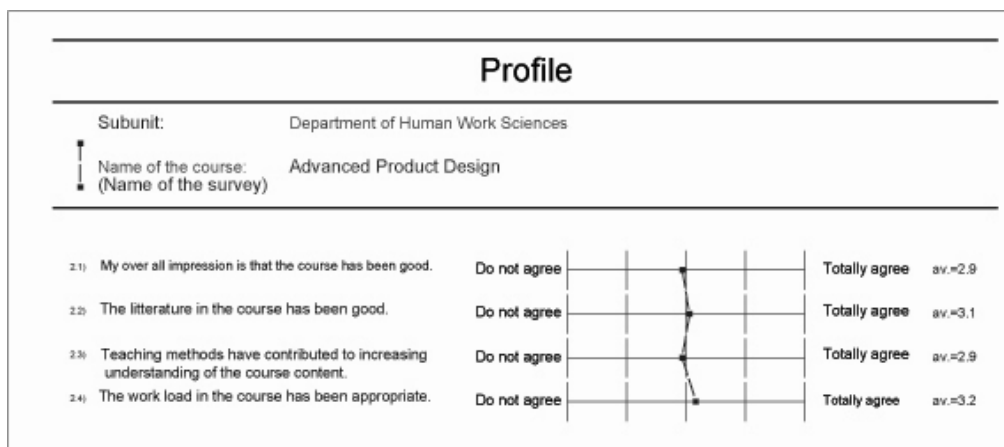 Profile
Subunit: Department of Human Work Sciences
Name of the course: Advanced Product Design
(Name of the survey)
2.1) My over all impression is that the course has been good. Do not agree Totally agree av.=2.9
2.2) The litterature in the course has been good. Do not agree Totally agree av.=3.1
2.3) Teaching methods have contributed to increasing
understanding of the course content. Do not agree Totally agree av.=2.9
2.4) The work load in the course has been appropriate. Do not agree Totally agree av.=3.2